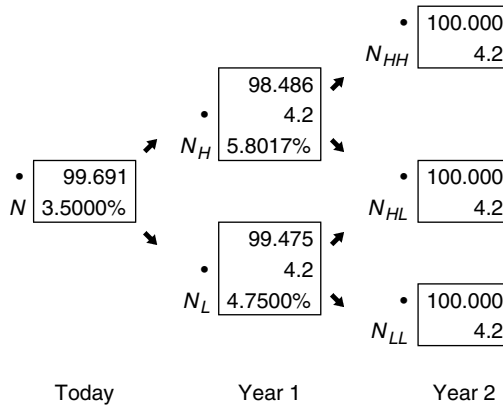 • 100.000
N_HH 4.2
98.486
• 4.2
N_H 5.8017%
• 99.691
N 3.5000%
• 100.000
N_HL 4.2
99.475
• 4.2
N_L 4.7500%
• 100.000
N_LL 4.2
Today Year 1 Year 2